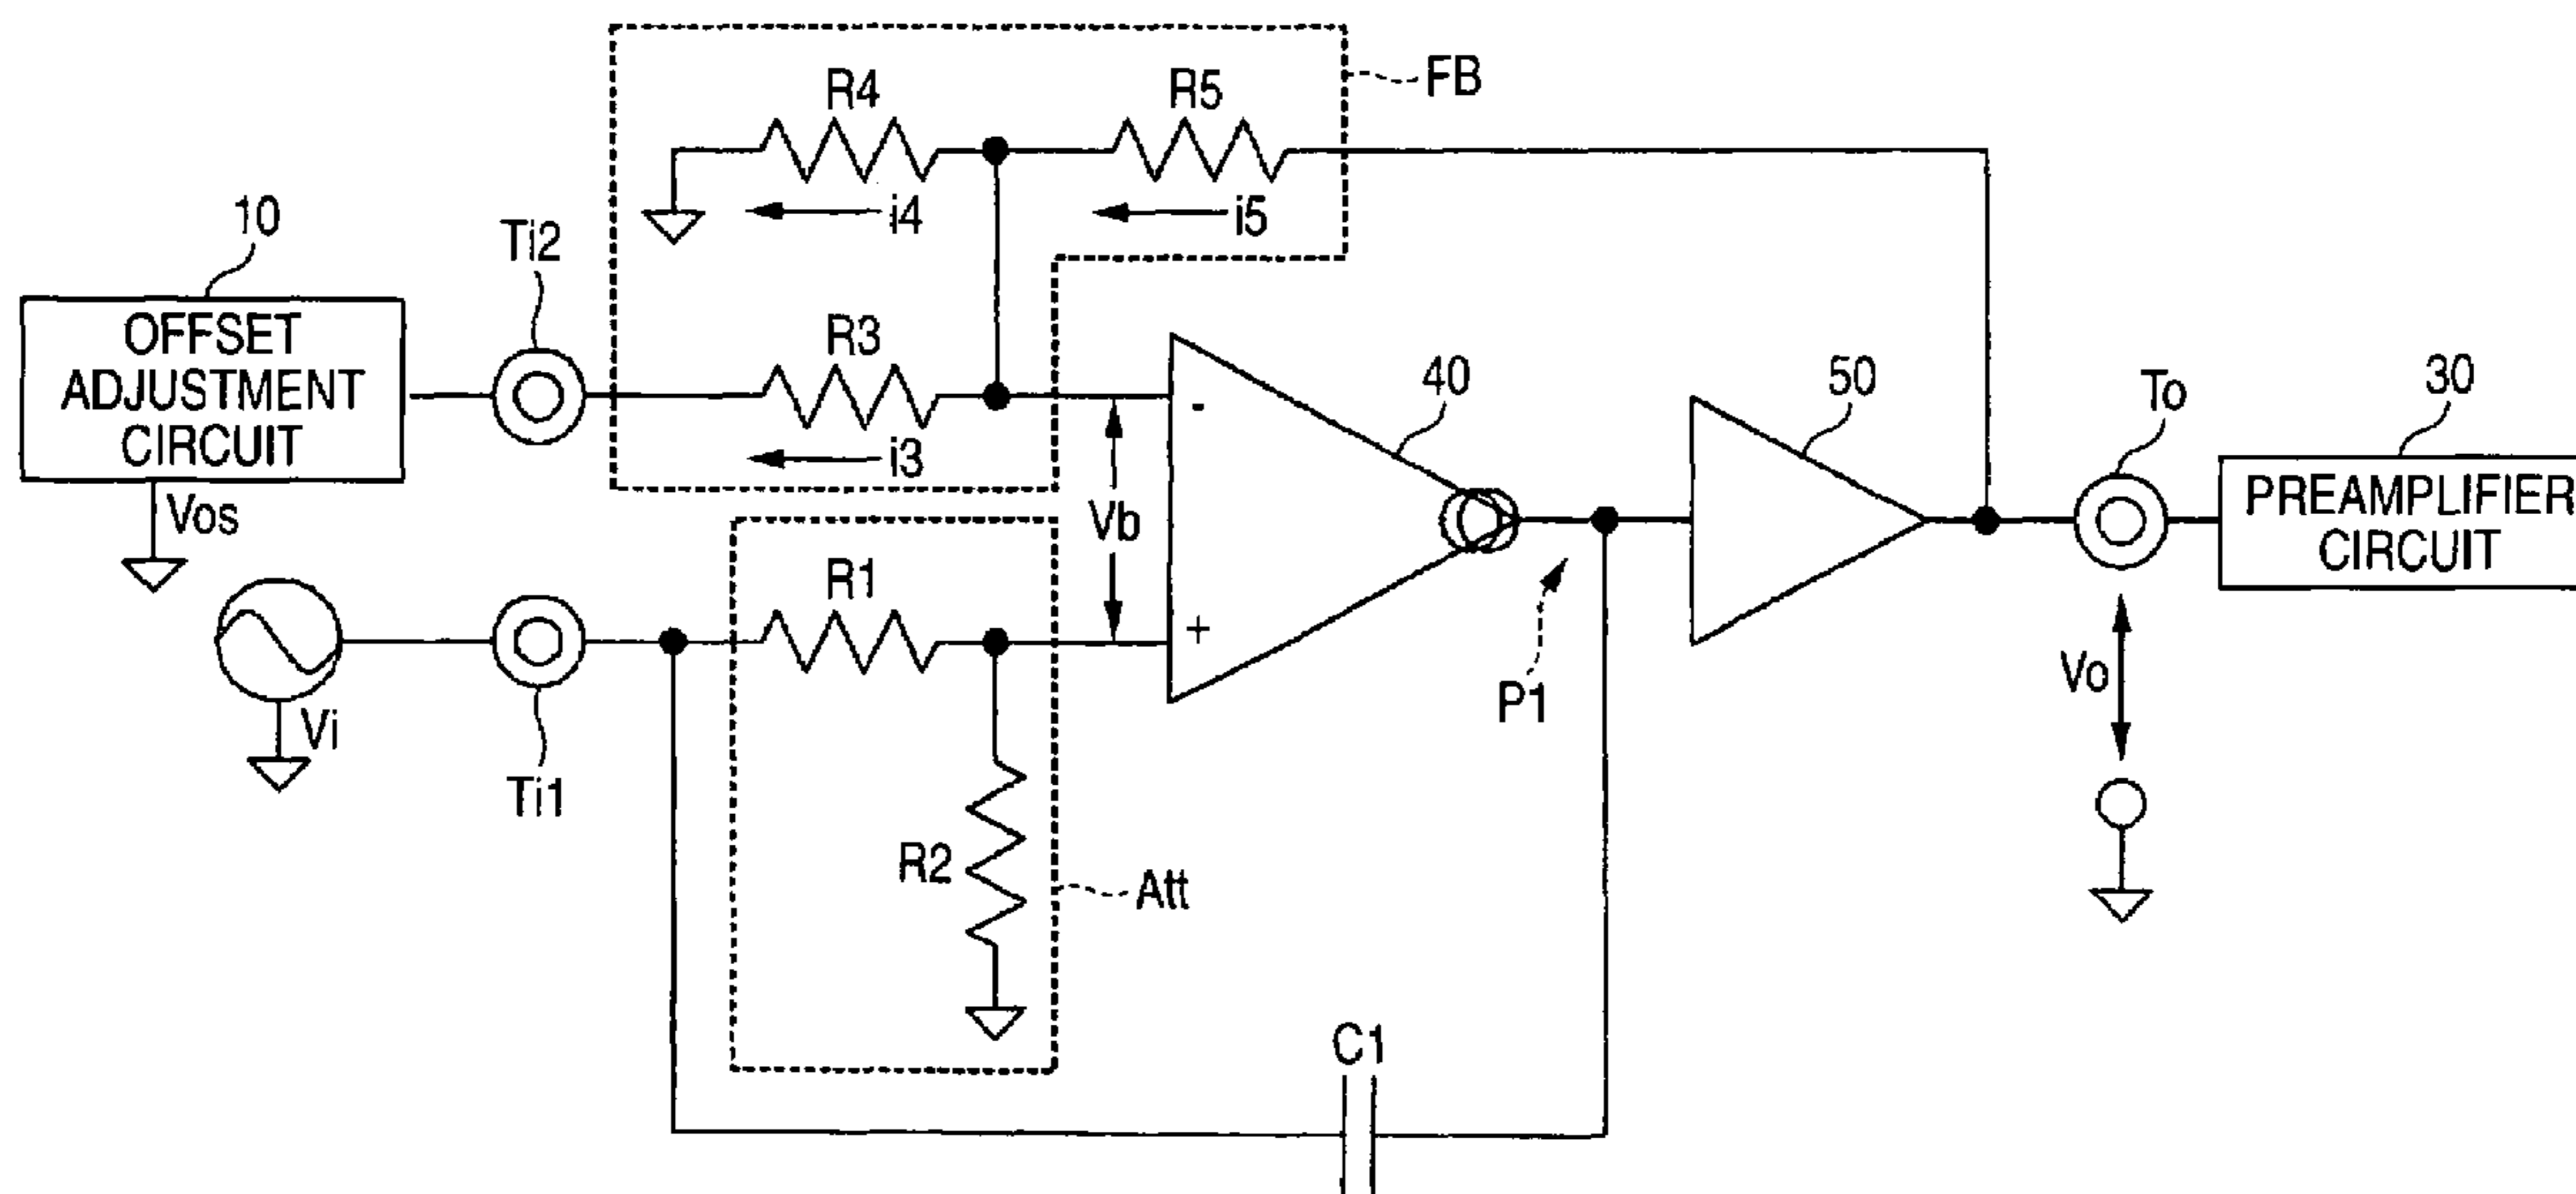 FB
R4
R5
i4
i5
10
Ti2
OFFSET
ADJUSTMENT
CIRCUIT
R3
i3
-
40
50
To
30
PREAMPLIFIER
CIRCUIT
Vos
Vb
R1
+
P1
Vo
Vi
Ti1
R2
Att
C1